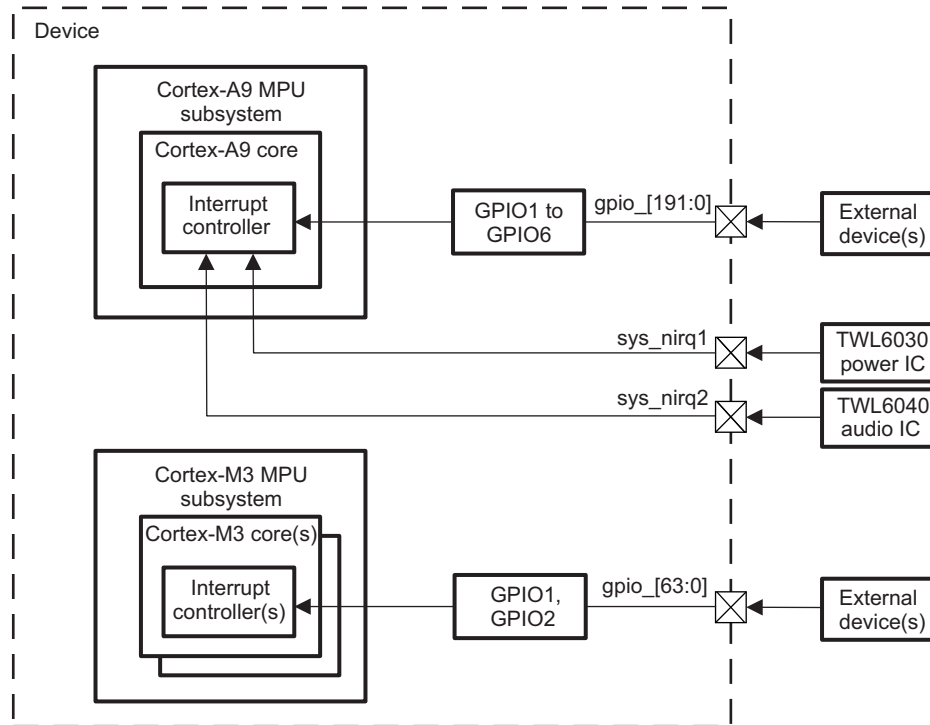 Device
Cortex-A9 MPU
subsystem
Cortex-A9 core
Interrupt
controller
GPIO1 to
GPIO6
gpio_[191:0]
External
device(s)
sys_nirq1
TWL6030
power IC
sys_nirq2
TWL6040
audio IC
Cortex-M3 MPU
subsystem
Cortex-M3 core(s)
Interrupt
controller(s)
GPIO1,
GPIO2
gpio_[63:0]
External
device(s)